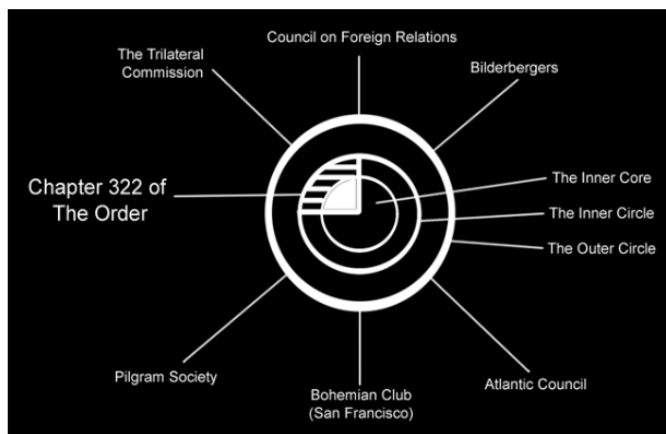 Council on Foreign Relations
The Trilateral
Commission
Bilderbergers
Chapter 322 of
The Order
The Inner Core
The Inner Circle
The Outer Circle
Pilgram Society
Bohemian Club
(San Francisco)
Atlantic Council